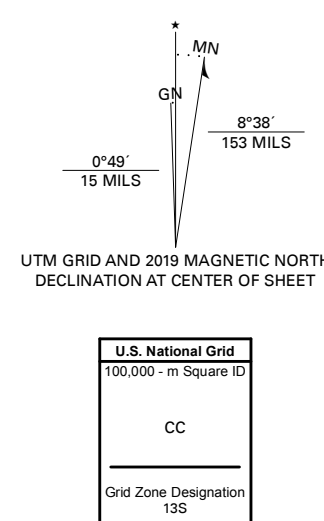 ★
MN
GN
8°38´
153 MILS
0°49´
15 MILS
UTM GRID AND 2019 MAGNETIC NORTH
DECLINATION AT CENTER OF SHEET
U.S. National Grid
100,000 - m Square ID
CC
Grid Zone Designation
13S